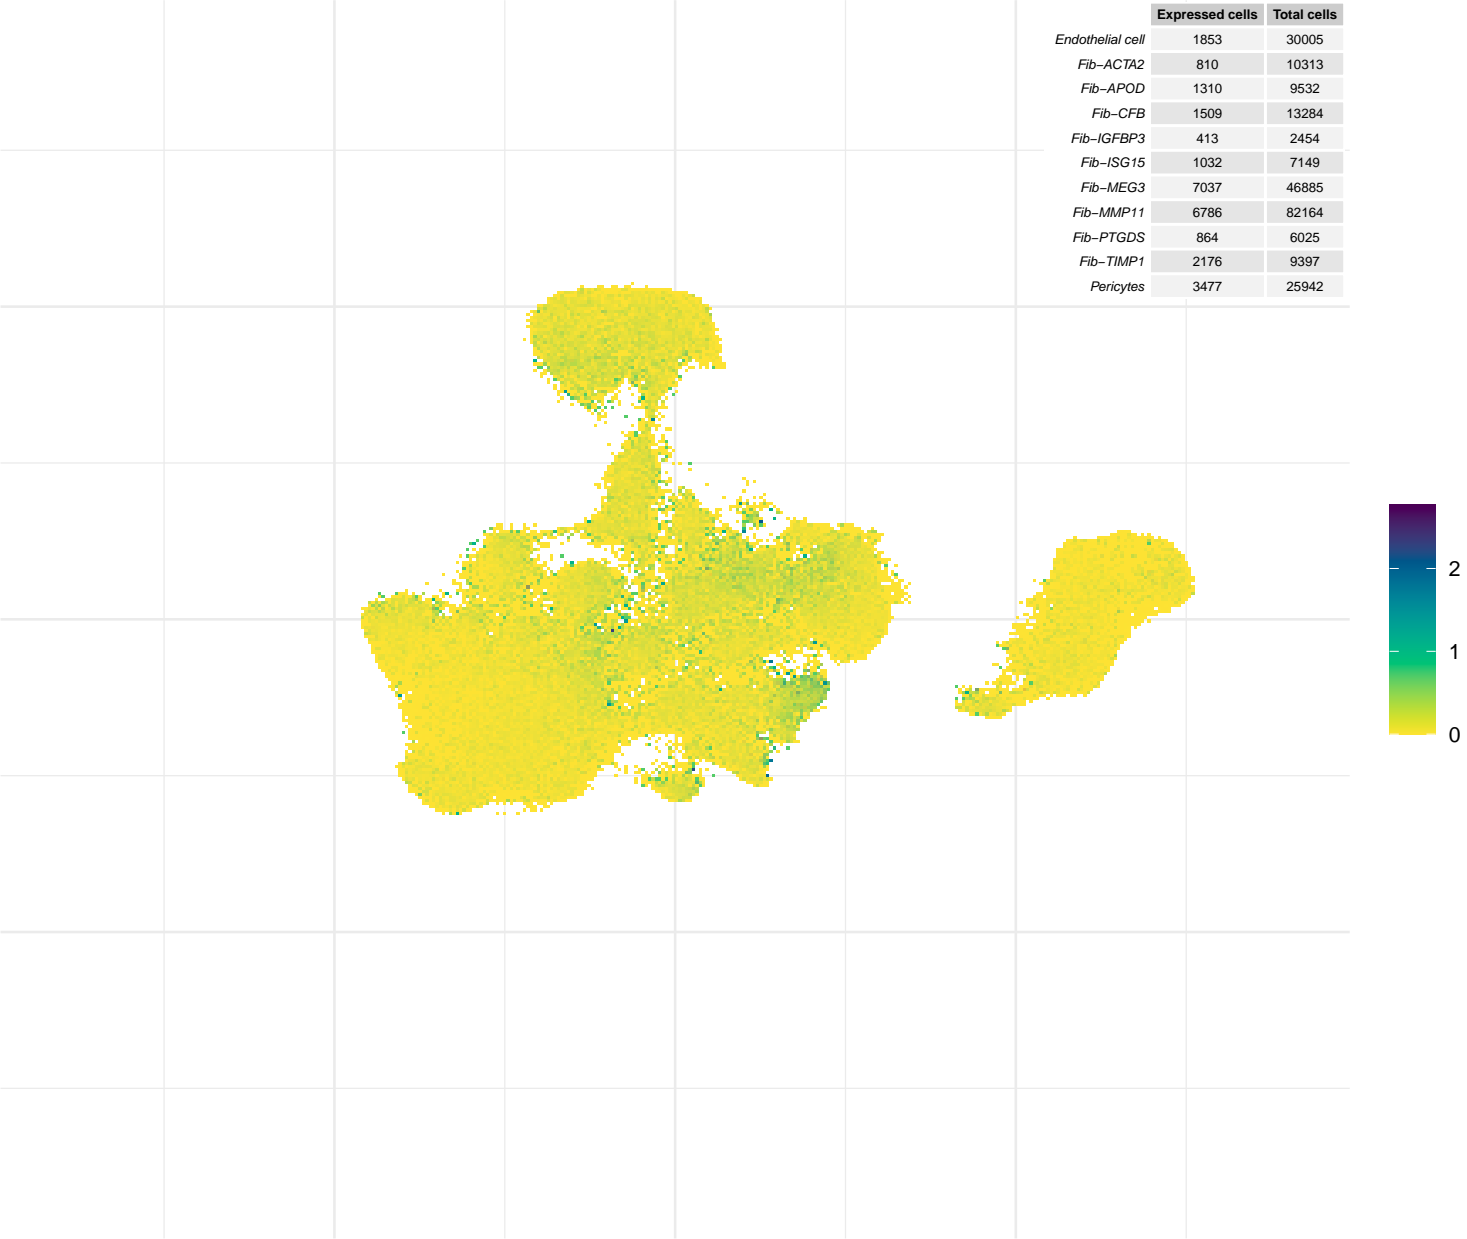 Expressed cells Total cells
Endothelial cell 1853 30005
Fib−ACTA2 810 10313
Fib−APOD 1310 9532
Fib−CFB 1509 13284
Fib−IGFBP3 413 2454
Fib−ISG15 1032 7149
Fib−MEG3 7037 46885
Fib−MMP11 6786 82164
Fib−PTGDS 864 6025
Fib−TIMP1 2176 9397
Pericytes 3477 25942
2
1
0